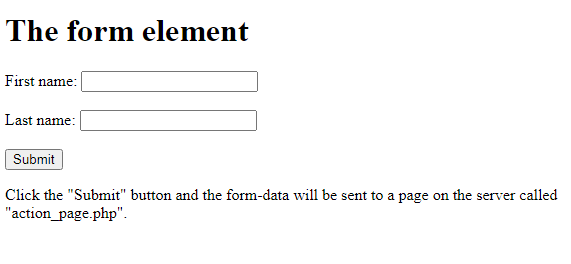 The form element
First name:
Last name:
Submit
Click the "Submit" button and the form-data will be sent to a page on the server called
"action_page.php".